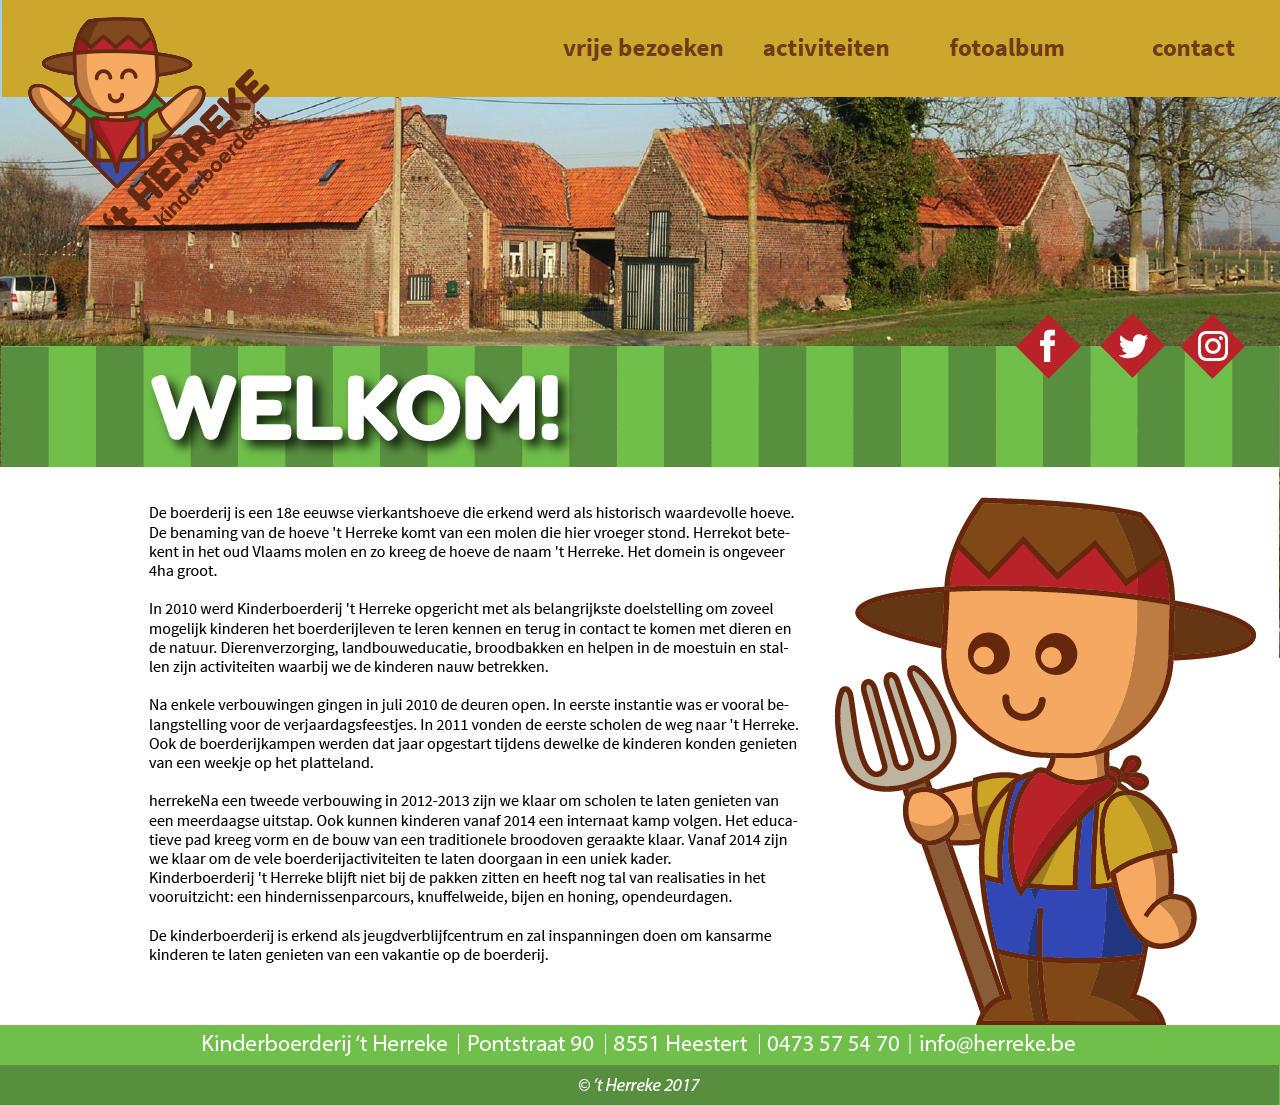 vrije bezoeken activiteiten fotoalbum contact
't HERREKE
kinderboerderij
WELKOM!
De boerderij is een 18e eeuwse vierkantshoeve die erkend werd als historisch waardevolle hoeve.
De benaming van de hoeve 't Herreke komt van een molen die hier vroeger stond. Herrekot bete-
kent in het oud Vlaams molen en zo kreeg de hoeve de naam 't Herreke. Het domein is ongeveer
4ha groot.
In 2010 werd Kinderboerderij 't Herreke opgericht met als belangrijkste doelstelling om zoveel
mogelijk kinderen het boerderijleven te leren kennen en terug in contact te komen met dieren en
de natuur. Dierenverzorging, landbouweducatie, broodbakken en helpen in de moestuin en stal-
len zijn activiteiten waarbij we de kinderen nauw betrekken.
Na enkele verbouwingen gingen in juli 2010 de deuren open. In eerste instantie was er vooral be-
langstelling voor de verjaardagsfeestjes. In 2011 vonden de eerste scholen de weg naar 't Herreke.
Ook de boerderijkampen werden dat jaar opgestart tijdens dewelke de kinderen konden genieten
van een weekje op het platteland.
herrekeNa een tweede verbouwing in 2012-2013 zijn we klaar om scholen te laten genieten van
een meerdaagse uitstap. Ook kunnen kinderen vanaf 2014 een internaat kamp volgen. Het educa-
tieve pad kreeg vorm en de bouw van een traditionele broodoven geraakte klaar. Vanaf 2014 zijn
we klaar om de vele boerderijactiviteiten te laten doorgaan in een uniek kader.
Kinderboerderij 't Herreke blijft niet bij de pakken zitten en heeft nog tal van realisaties in het
vooruitzicht: een hindernissenparcours, knuffelweide, bijen en honing, opendeurdagen.
De kinderboerderij is erkend als jeugdverblijfcentrum en zal inspanningen doen om kansarme
kinderen te laten genieten van een vakantie op de boerderij.
Kinderboerderij 't Herreke | Pontstraat 90 | 8551 Heestert | 0473 57 54 70 | info@herreke.be
© 't Herreke 2017